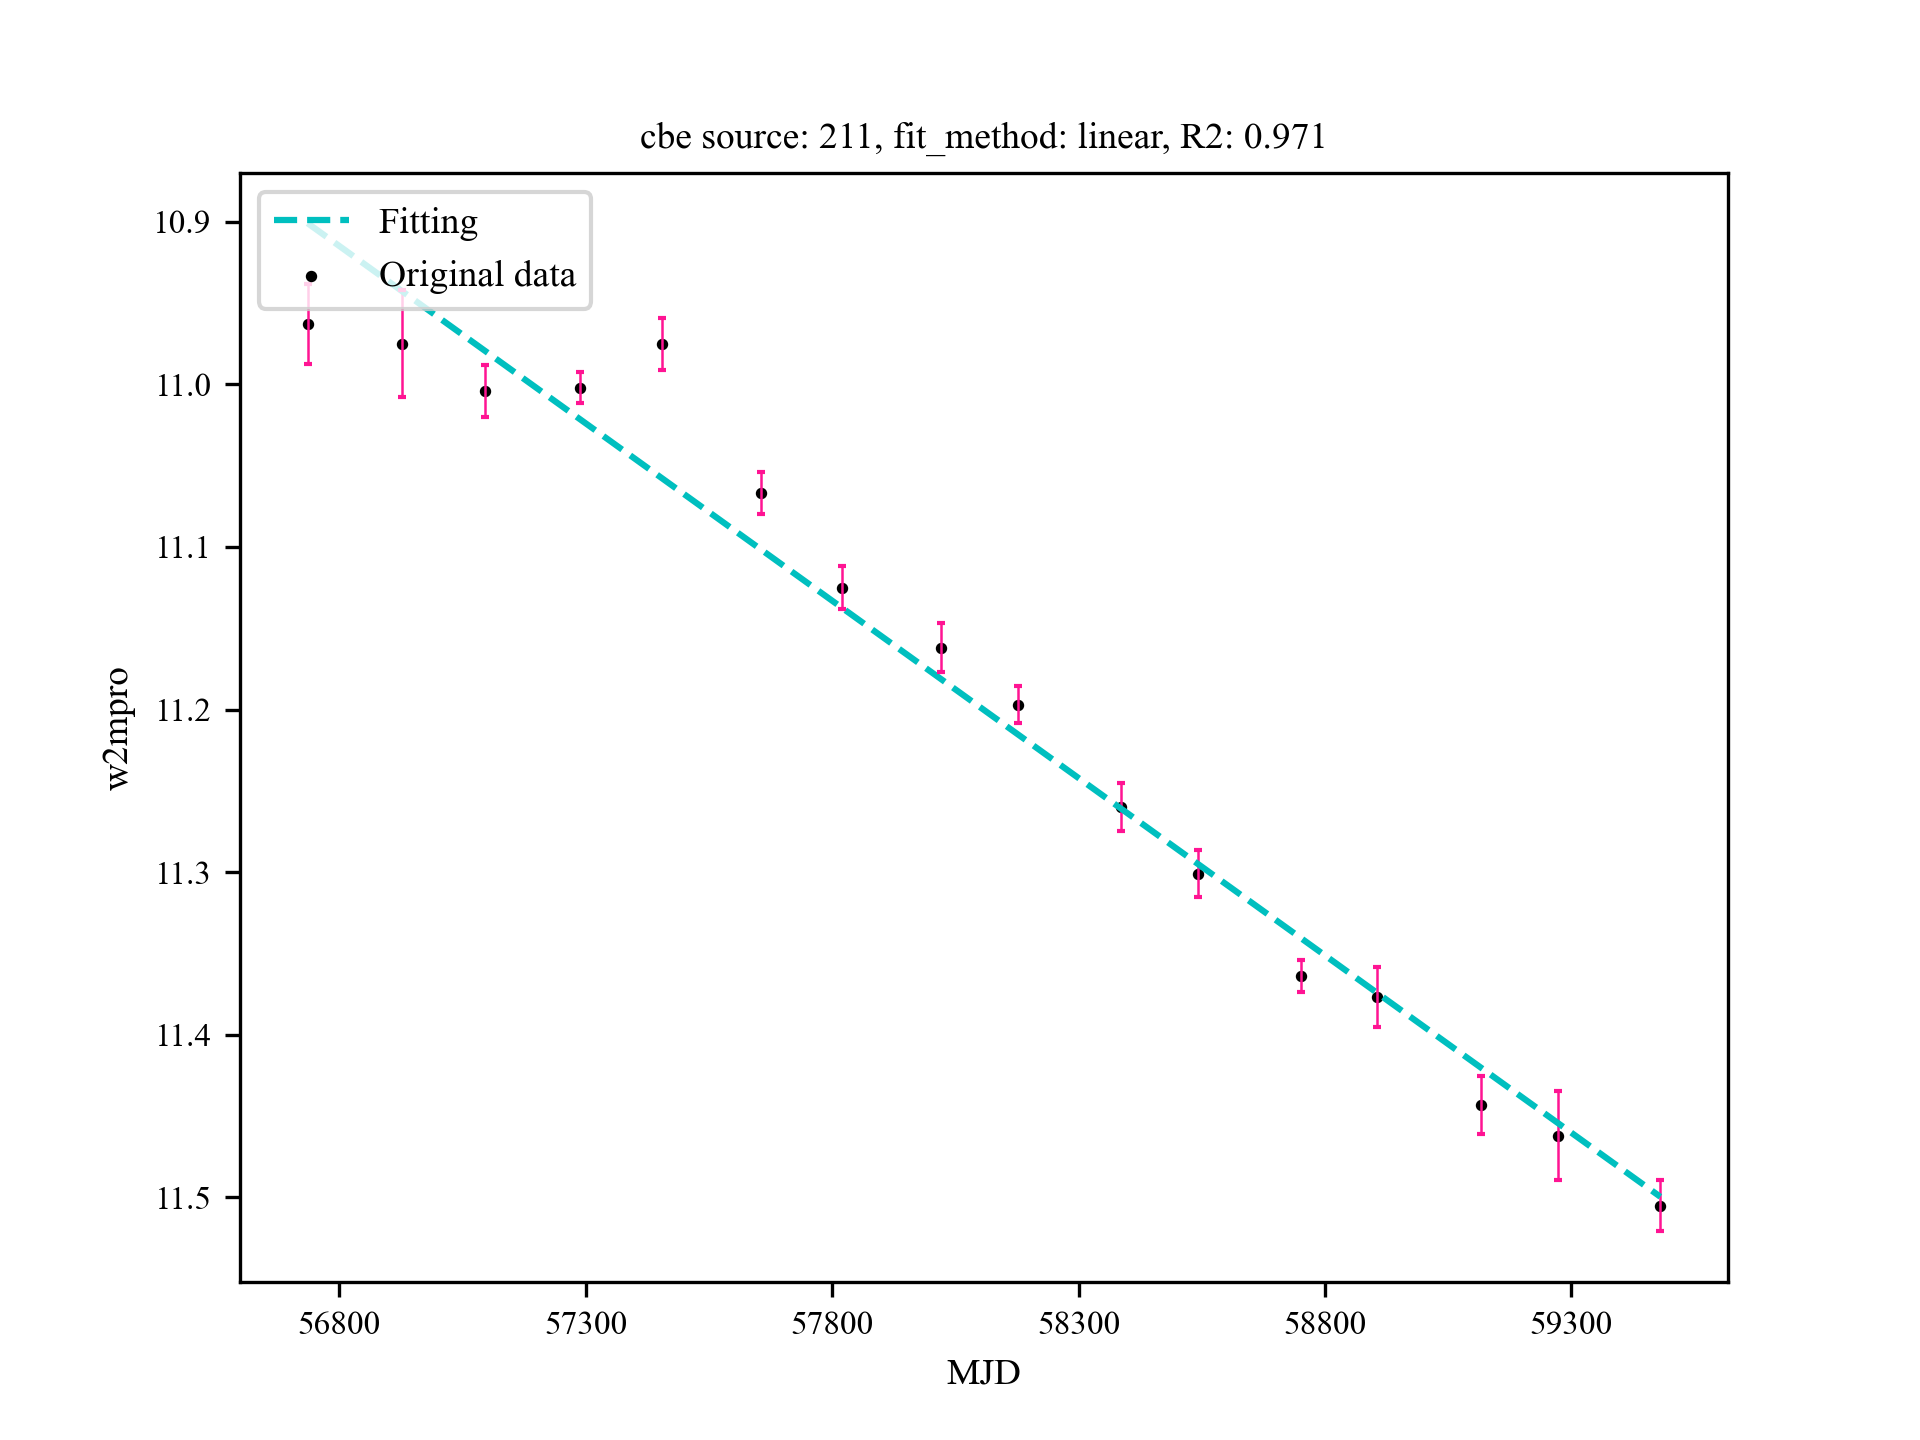 cbe source: 211, fit_method: linear, R2: 0.971
Fitting
Original data
10.9
11.0
11.1
11.2
11.3
11.4
11.5
w2mpro
56800 57300 57800 58300 58800 59300
MJD